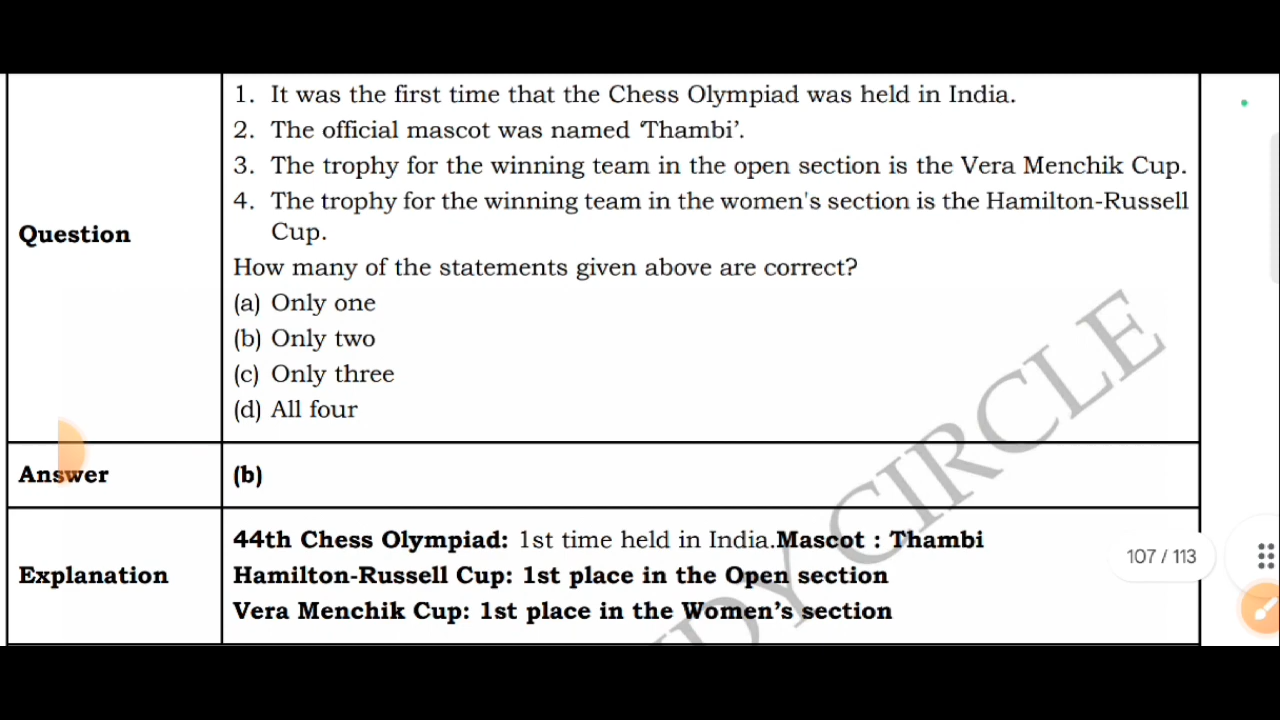 1. It was the first time that the Chess Olympiad was held in India.
2. The official mascot was named 'Thambi'.
3. The trophy for the winning team in the open section is the Vera Menchik Cup.
4. The trophy for the winning team in the women's section is the Hamilton-Russell
Cup.
Question
How many of the statements given above are correct?
(a) Only one
(b) Only two
(c) Only three
(d) All four
Answer
(b)
44th Chess Olympiad: 1st time held in India.Mascot : Thambi
Explanation
Hamilton-Russell Cup: 1st place in the Open section
Vera Menchik Cup: 1st place in the Women's section
107 / 113
DY CIRCLE